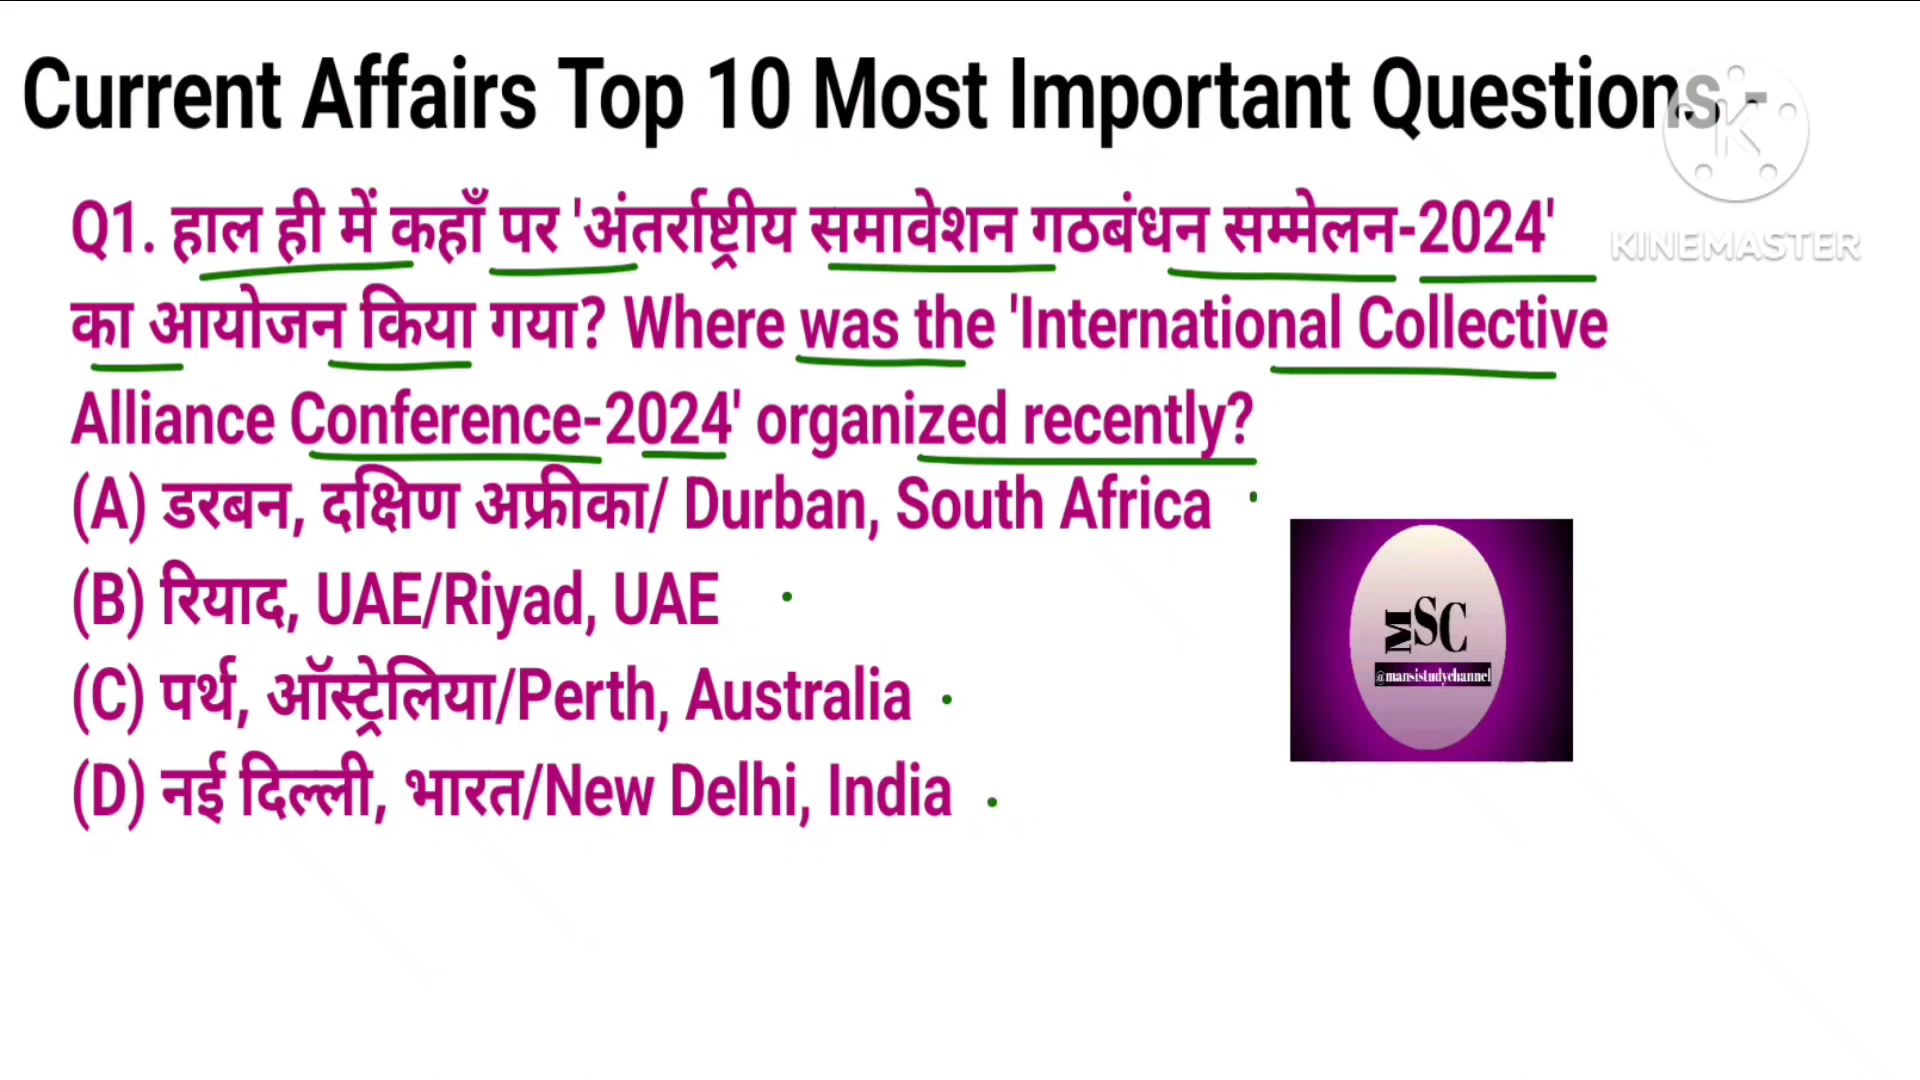 Current Affairs Top 10 Most Important Questions -
KINEMASTER
Q1. हाल ही में कहाँ पर 'अंतर्राष्ट्रीय समावेशन गठबंधन सम्मेलन-2024'
का आयोजन किया गया? Where was the 'International Collective
Alliance Conference-2024' organized recently?
(A) डरबन, दक्षिण अफ्रीका/ Durban, South Africa
(B) रियाद, UAE/Riyad, UAE
(C) पर्थ, ऑस्ट्रेलिया/Perth, Australia
(D) नई दिल्ली, भारत/New Delhi, India
MSC
@mansistudychannel